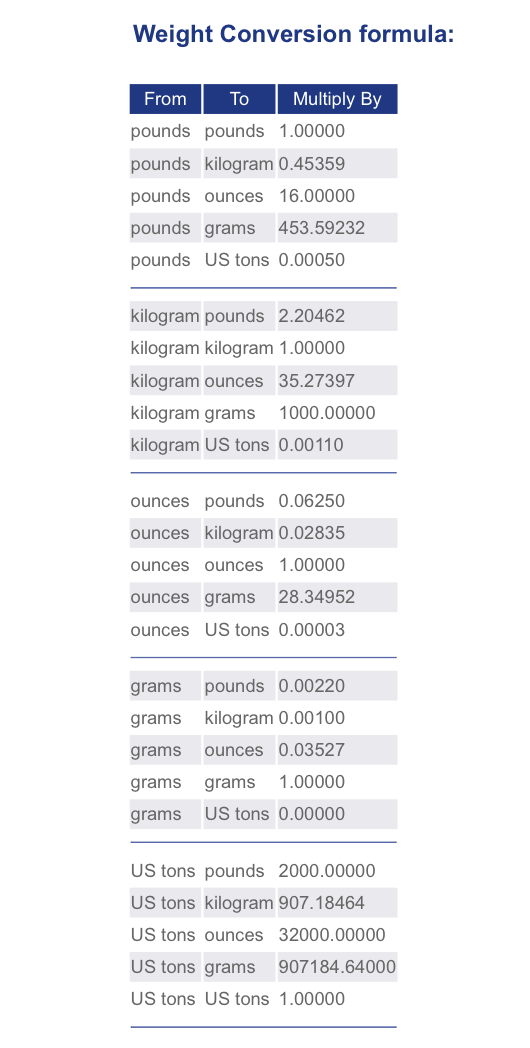 Weight Conversion formula:
From To Multiply By
pounds pounds 1.00000
pounds kilogram 0.45359
pounds ounces 16.00000
pounds grams 453.59232
pounds US tons 0.00050
kilogram pounds 2.20462
kilogram kilogram 1.00000
kilogram ounces 35.27397
kilogram grams 1000.00000
kilogram US tons 0.00110
ounces pounds 0.06250
ounces kilogram 0.02835
ounces ounces 1.00000
ounces grams 28.34952
ounces US tons 0.00003
grams pounds 0.00220
grams kilogram 0.00100
grams ounces 0.03527
grams grams 1.00000
grams US tons 0.00000
US tons pounds 2000.00000
US tons kilogram 907.18464
US tons ounces 32000.00000
US tons grams 907184.64000
US tons US tons 1.00000